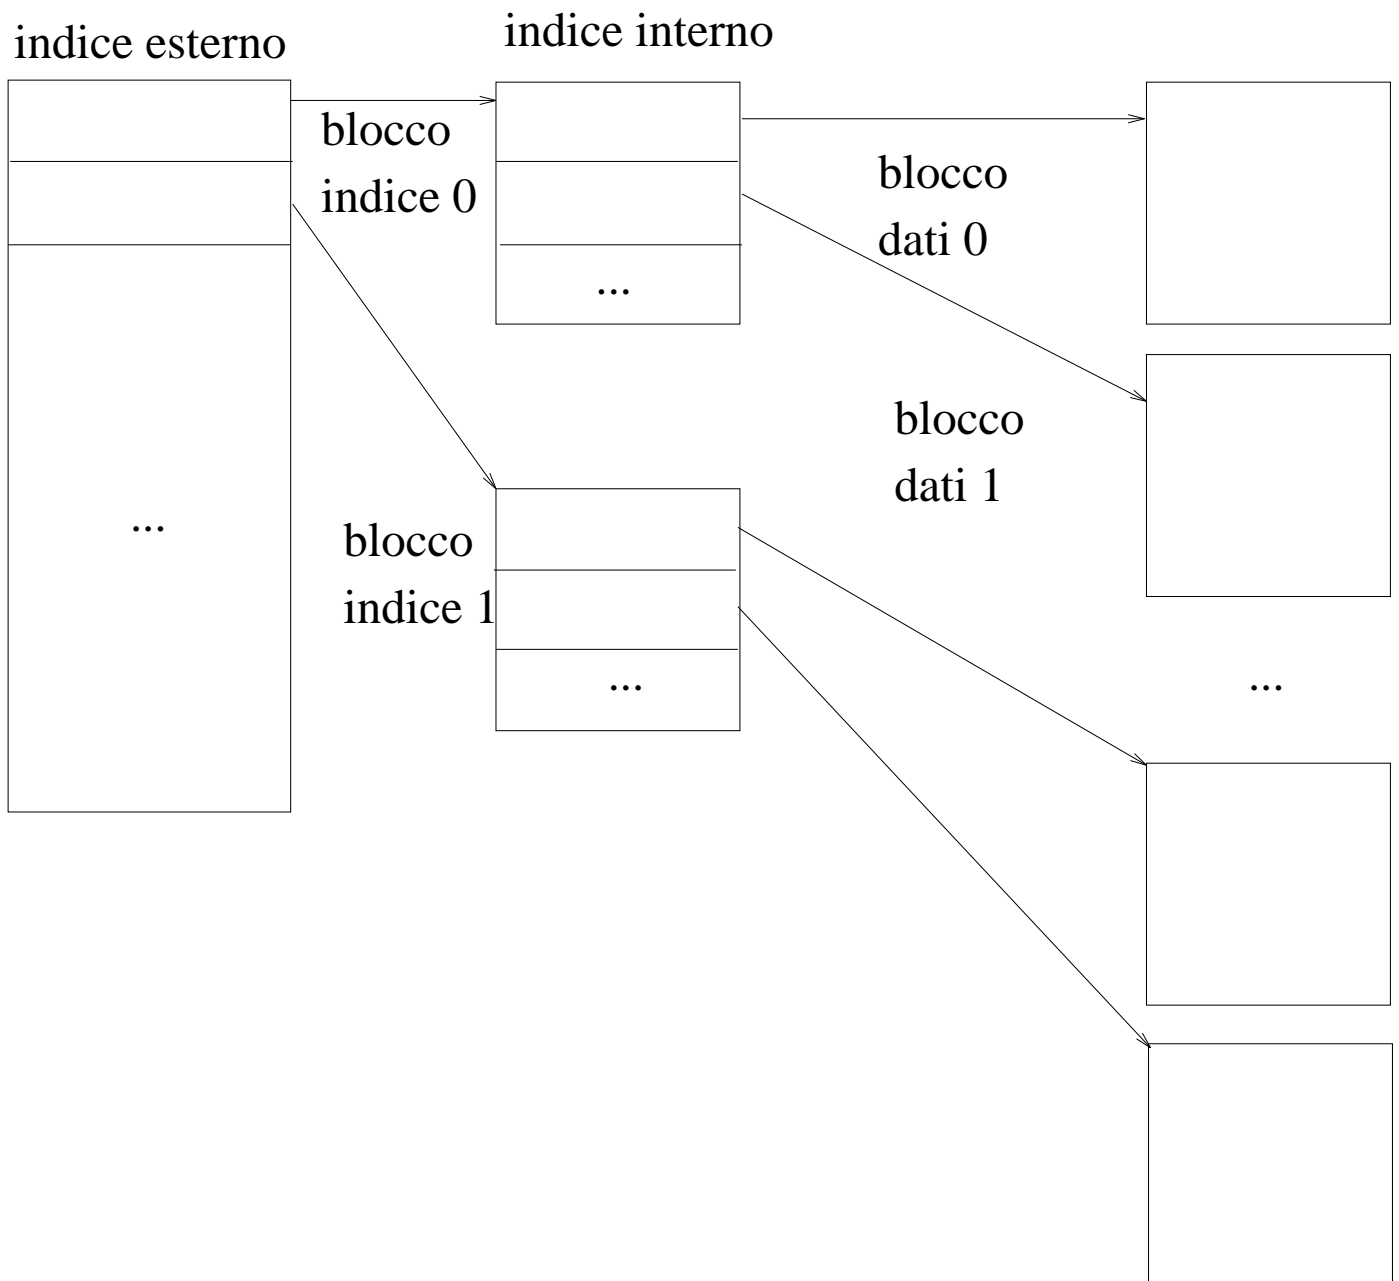 indice esterno
indice interno
blocco
indice 0
blocco
dati 0
...
blocco
dati 1
...
blocco
indice 1
...
...